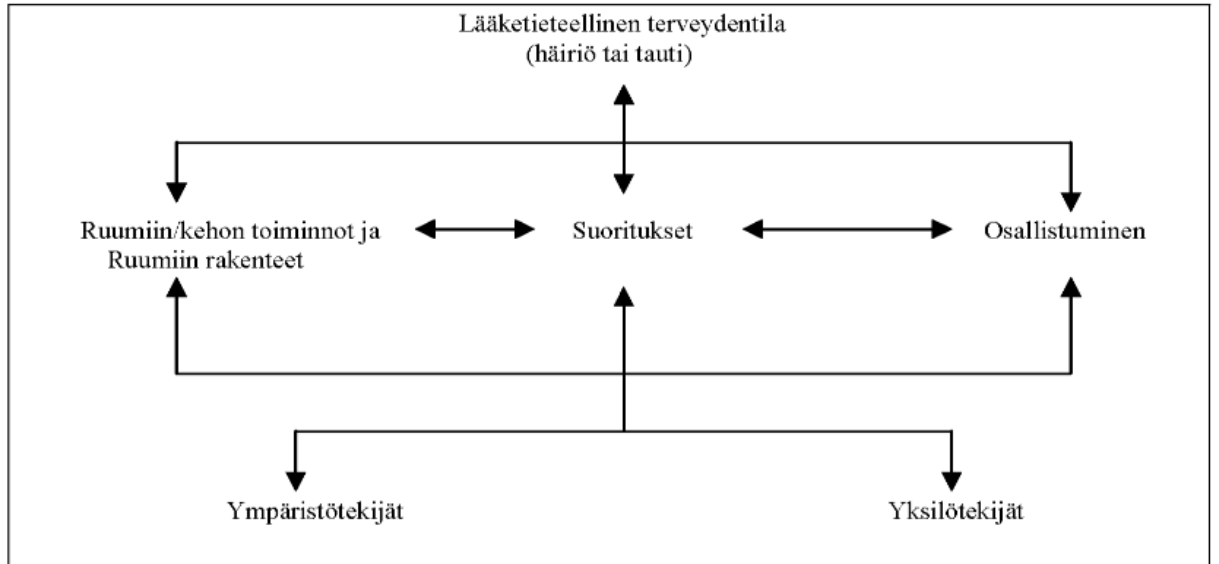 Lääketieteellinen terveydentila
(häiriö tai tauti)
Ruumiin/kehon toiminnot ja
Ruumiin rakenteet
Suoritukset
Osallistuminen
Ympäristötekijät
Yksilötekijät